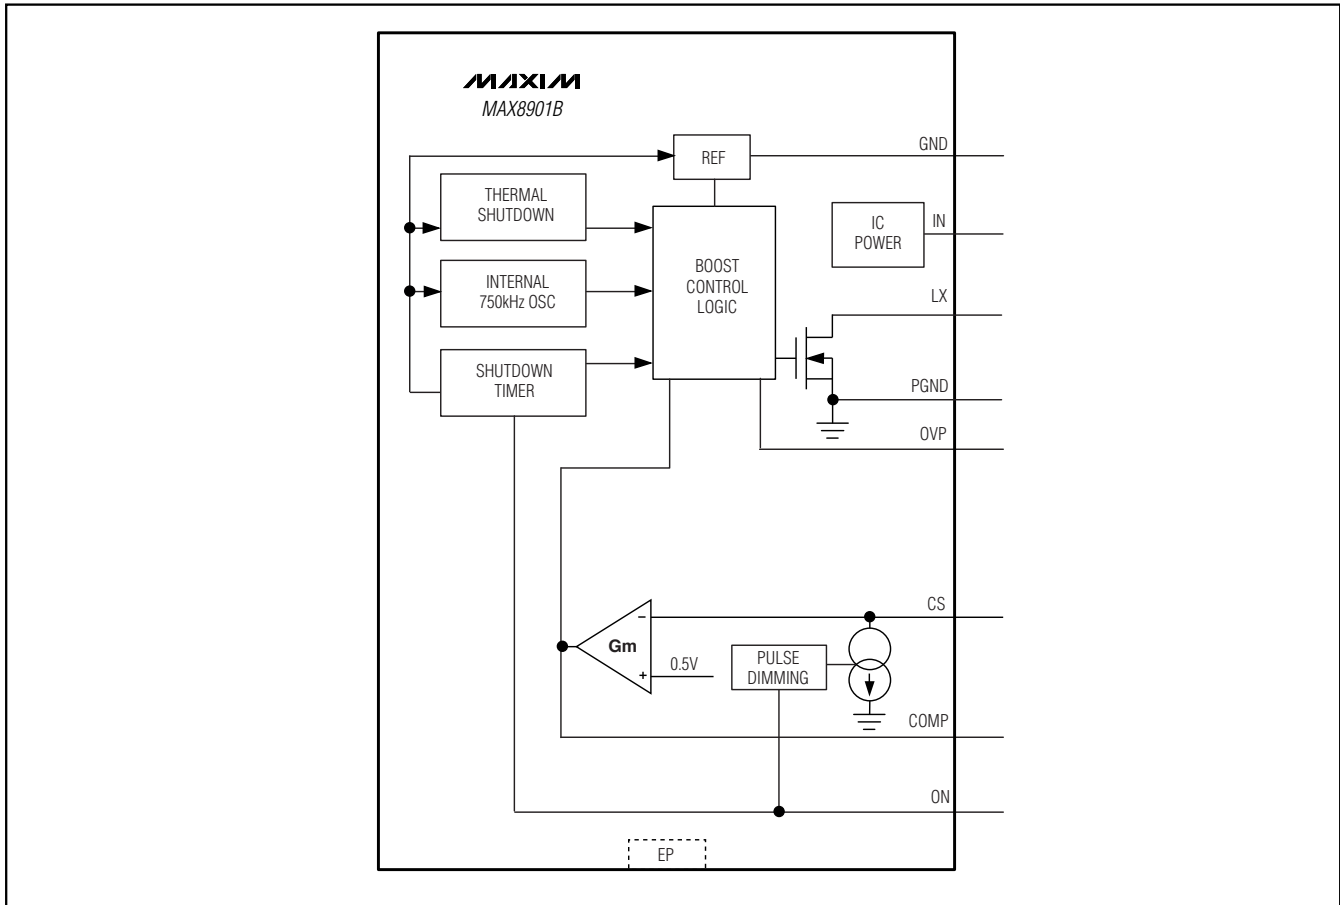 MAXIM
MAX8901B
GND
REF
THERMAL
SHUTDOWN
IC
POWER
IN
BOOST
CONTROL
LOGIC
INTERNAL
750kHz OSC
LX
SHUTDOWN
TIMER
PGND
OVP
CS
–
Gm
0.5V
+
PULSE
DIMMING
COMP
ON
EP